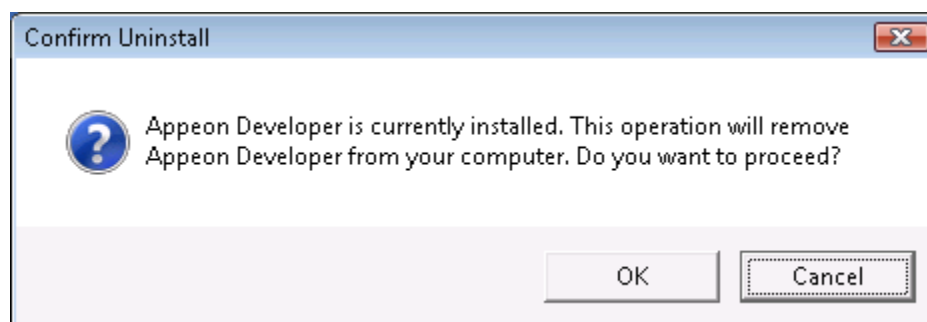 Confirm Uninstall
Appeon Developer is currently installed. This operation will remove
Appeon Developer from your computer. Do you want to proceed?
OK
Cancel